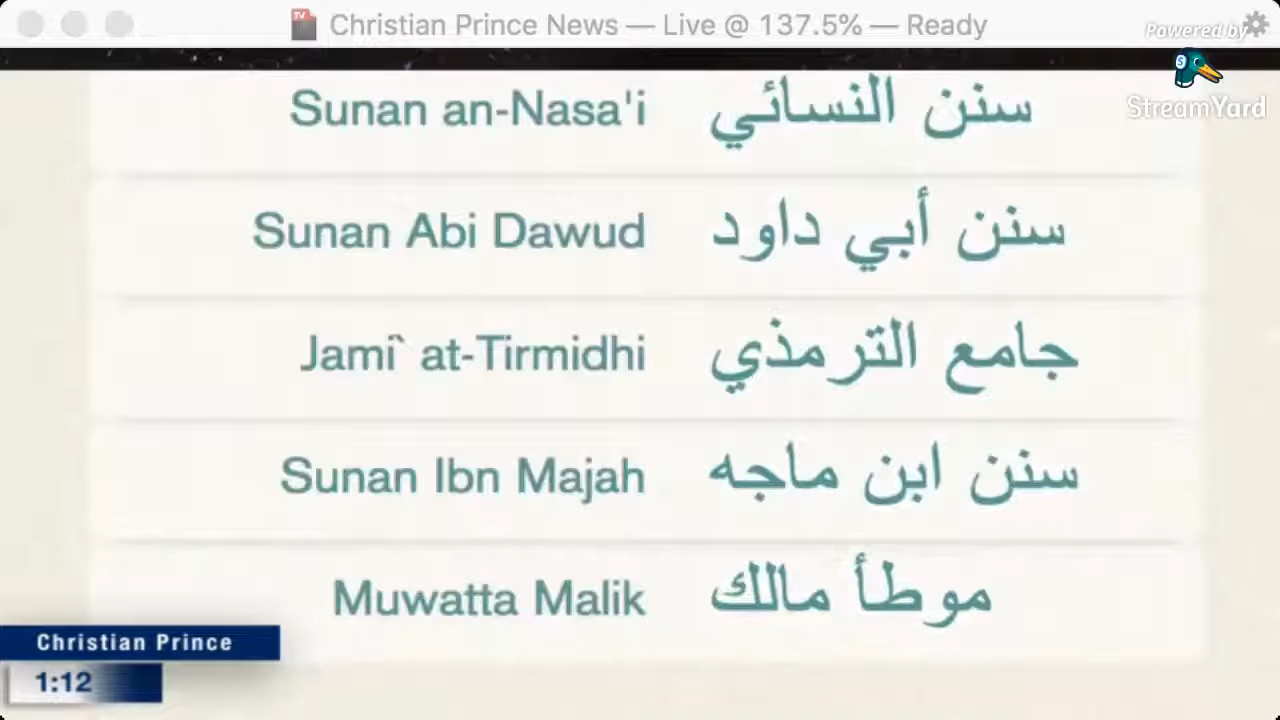 Christian Prince News — Live @ 137.5% — Ready
Powered by
StreamYard
Sunan an-Nasa'i سنن النسائي
Sunan Abi Dawud سنن أبي داود
Jami` at-Tirmidhi جامع الترمذي
Sunan Ibn Majah سنن ابن ماجه
Muwatta Malik موطأ مالك
Christian Prince
1:12